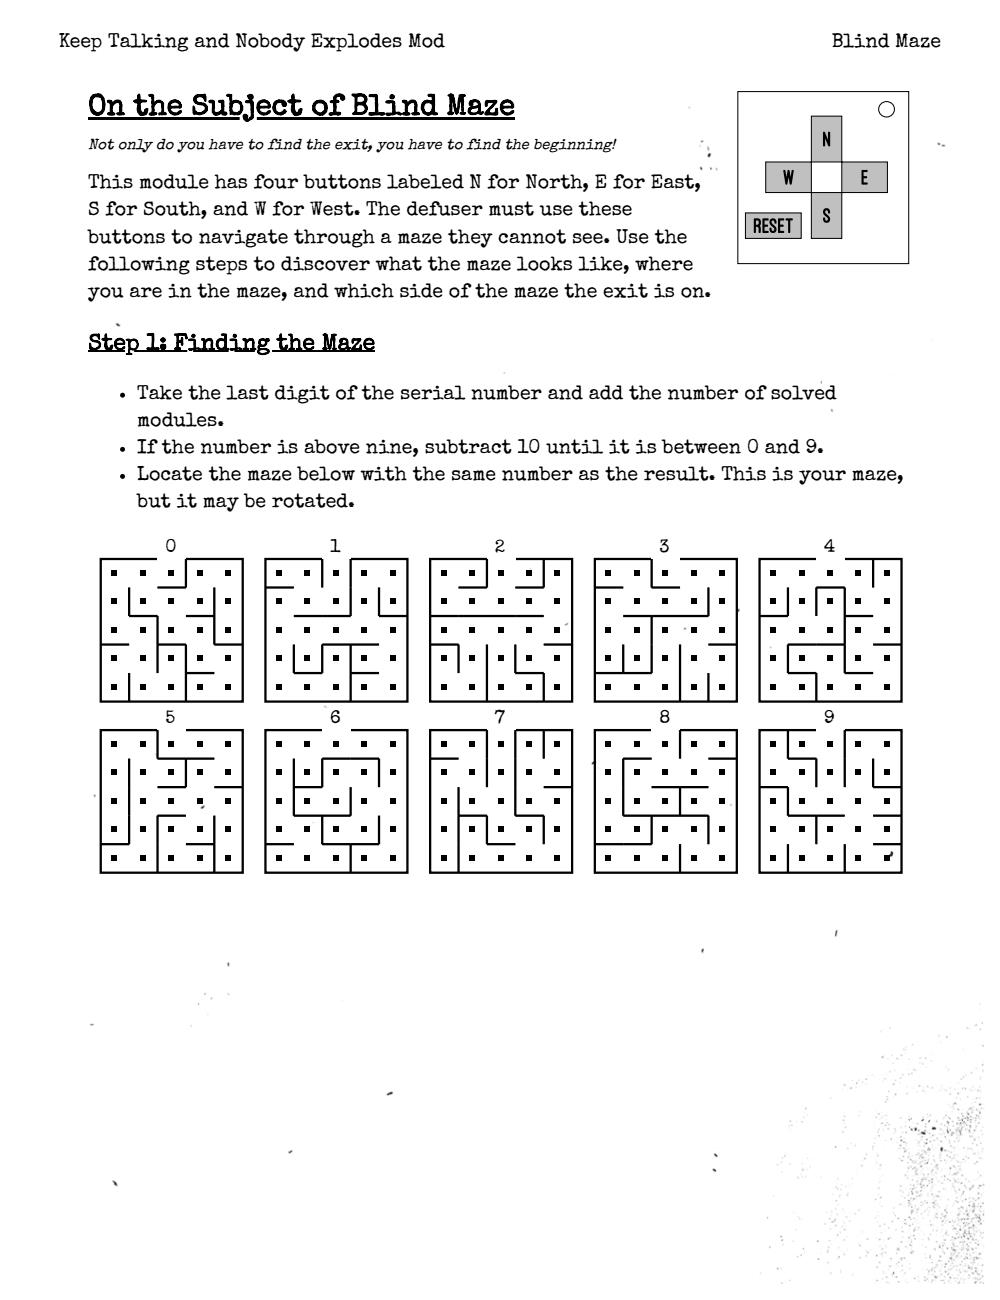 Keep Talking and Nobody Explodes Mod
Blind Maze
On the Subject of Blind Maze
Not only do you have to find the exit, you have to find the beginning!
This module has four buttons labeled N for North, E for East,
S for South, and W for West. The defuser must use these
buttons to navigate through a maze they cannot see. Use the
following steps to discover what the maze looks like, where
you are in the maze, and which side of the maze the exit is on.
N
W E
S
RESET
Step 1: Finding the Maze
• Take the last digit of the serial number and add the number of solved
modules.
• If the number is above nine, subtract 10 until it is between 0 and 9.
• Locate the maze below with the same number as the result. This is your maze,
but it may be rotated.
0 1 2 3 4
5 6 7 8 9